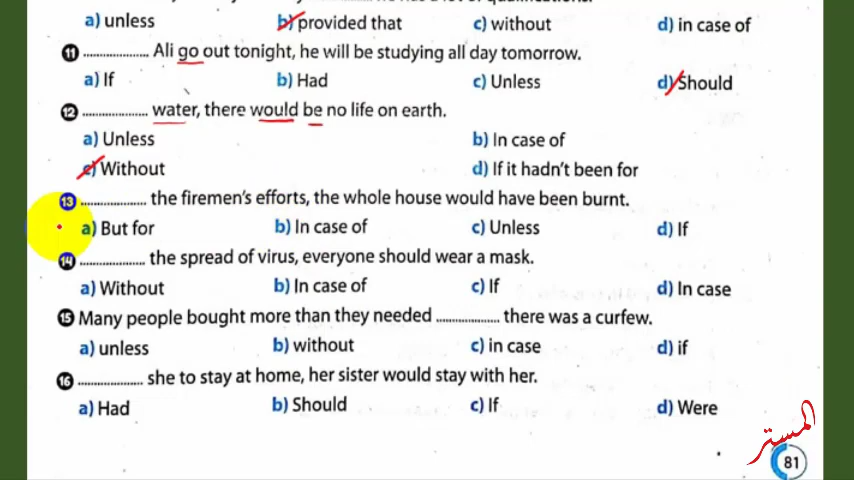 a) unless b) provided that c) without d) in case of
11 .................. Ali go out tonight, he will be studying all day tomorrow.
a) If b) Had c) Unless d) Should
12 .................. water, there would be no life on earth.
a) Unless b) In case of
c) Without d) If it hadn't been for
13 .................. the firemen's efforts, the whole house would have been burnt.
a) But for b) In case of c) Unless d) If
14 .................. the spread of virus, everyone should wear a mask.
a) Without b) In case of c) If d) In case
15 Many people bought more than they needed .................. there was a curfew.
a) unless b) without c) in case d) if
16 .................. she to stay at home, her sister would stay with her.
a) Had b) Should c) If d) Were
المستر
81